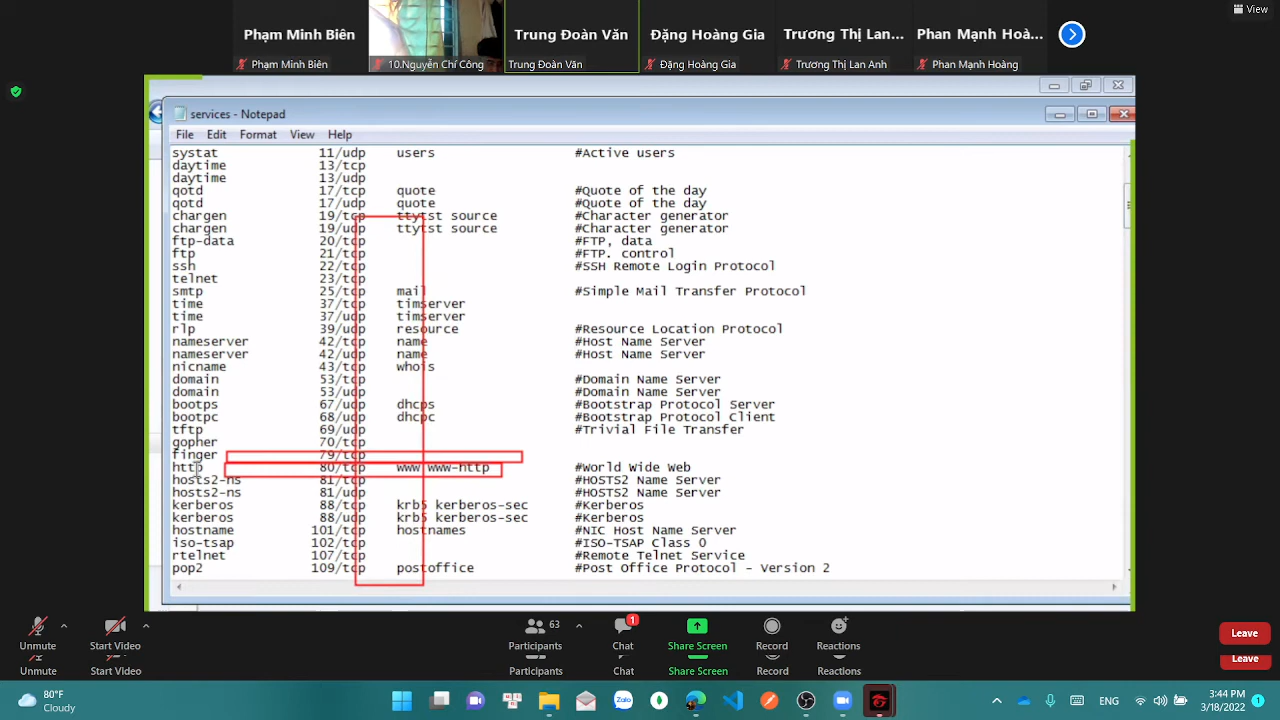 View
Phạm Minh Biên
Trung Đoàn Văn
Đặng Hoàng Gia
Trương Thị Lan...
Phan Mạnh Hoà...
Phạm Minh Biên
10.Nguyễn Chí Công
Trung Đoàn Văn
Đặng Hoàng Gia
Trương Thị Lan Anh
Phan Mạnh Hoàng
services - Notepad
File Edit Format View Help
systat 11/udp users #Active users
daytime 13/tcp
daytime 13/udp
qotd 17/tcp quote #Quote of the day
qotd 17/udp quote #Quote of the day
chargen 19/tcp ttytst source #Character generator
chargen 19/udp ttytst source #Character generator
ftp-data 20/tcp #FTP, data
ftp 21/tcp #FTP. control
ssh 22/tcp #SSH Remote Login Protocol
telnet 23/tcp
smtp 25/tcp mail #Simple Mail Transfer Protocol
time 37/tcp timserver
time 37/udp timserver
rlp 39/udp resource #Resource Location Protocol
nameserver 42/tcp name #Host Name Server
nameserver 42/udp name #Host Name Server
nicname 43/tcp whois
domain 53/tcp #Domain Name Server
domain 53/udp #Domain Name Server
bootps 67/udp dhcps #Bootstrap Protocol Server
bootpc 68/udp dhcpc #Bootstrap Protocol Client
tftp 69/udp #Trivial File Transfer
gopher 70/tcp
finger 79/tcp
http 80/tcp www www-http #World Wide Web
hosts2-ns 81/tcp #HOSTS2 Name Server
hosts2-ns 81/udp #HOSTS2 Name Server
kerberos 88/tcp krb5 kerberos-sec #Kerberos
kerberos 88/udp krb5 kerberos-sec #Kerberos
hostname 101/tcp hostnames #NIC Host Name Server
iso-tsap 102/tcp #ISO-TSAP Class 0
rtelnet 107/tcp #Remote Telnet Service
pop2 109/tcp postoffice #Post Office Protocol - Version 2
63
1
Unmute Start Video Participants Chat Share Screen Record Reactions Leave
Unmute Start Video Participants Chat Share Screen Record Reactions Leave
80°F
Cloudy
Zalo
ENG
3:44 PM
3/18/2022
1